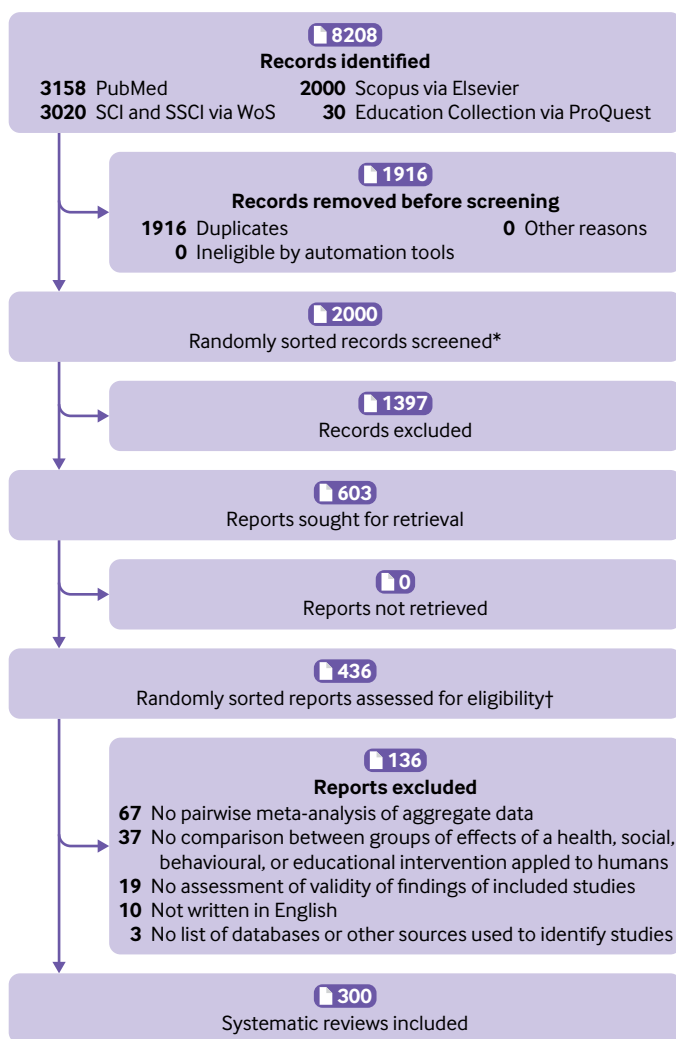 8208
Records identified
3158 PubMed 2000 Scopus via Elsevier
3020 SCI and SSCI via WoS 30 Education Collection via ProQuest
1916
Records removed before screening
1916 Duplicates 0 Other reasons
0 Ineligible by automation tools
2000
Randomly sorted records screened*
1397
Records excluded
603
Reports sought for retrieval
0
Reports not retrieved
436
Randomly sorted reports assessed for eligibility†
136
Reports excluded
67 No pairwise meta-analysis of aggregate data
37 No comparison between groups of effects of a health, social,
behavioural, or educational intervention appled to humans
19 No assessment of validity of findings of included studies
10 Not written in English
3 No list of databases or other sources used to identify studies
300
Systematic reviews included